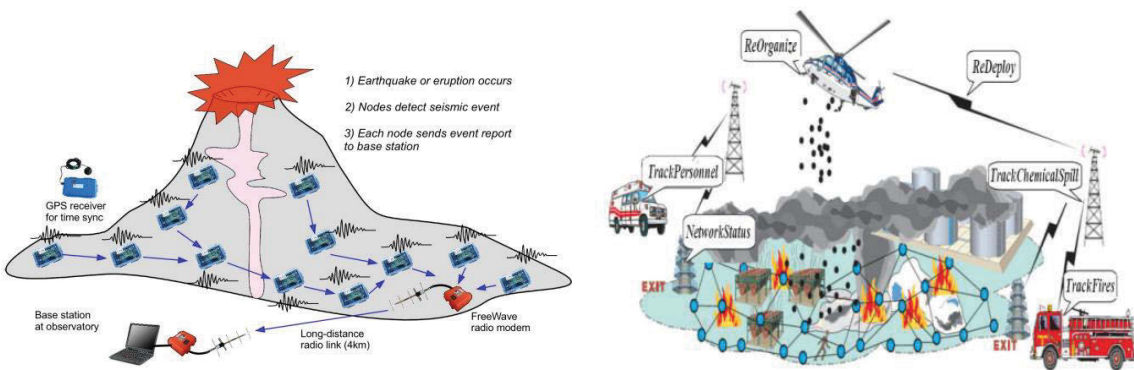 1) Earthquake or eruption occurs
2) Nodes detect seismic event
3) Each node sends event report
to base station
GPS receiver
for time sync
Base station
at observatory
Long-distance
radio link (4km)
FreeWave
radio modem
ReOrganize
ReDeploy
TrackPersonnel
TrackChemicalSpill
NetworkStatus
TrackFires
EXIT
EXIT